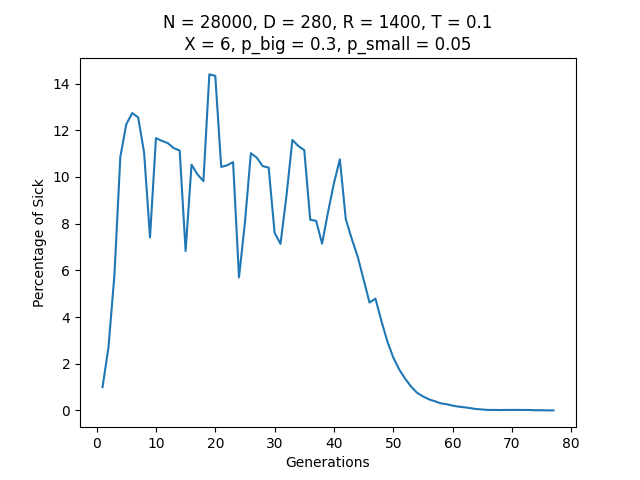 N = 28000, D = 280, R = 1400, T = 0.1
X = 6, p_big = 0.3, p_small = 0.05
14
12
10
8
6
4
2
0
Percentage of Sick
0 10 20 30 40 50 60 70 80
Generations